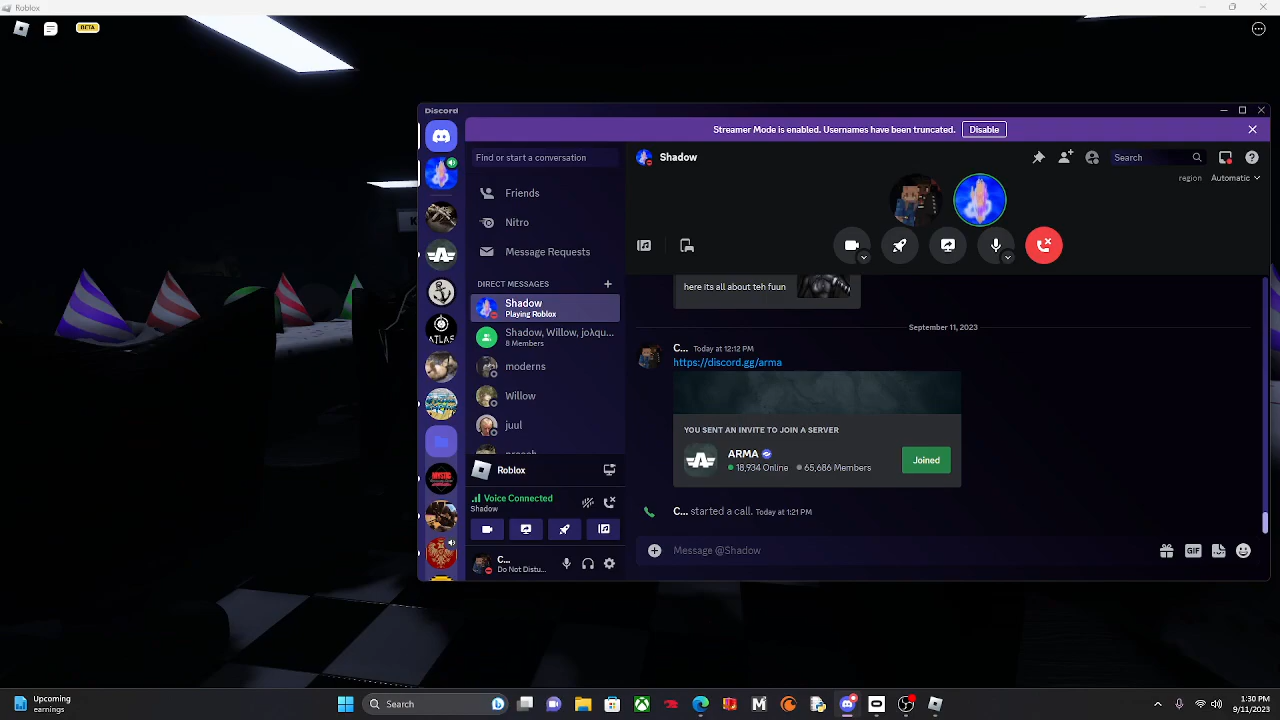 Roblox
BETA
K
Discord
Streamer Mode is enabled. Usernames have been truncated. Disable
Find or start a conversation
Shadow
Search
region Automatic
Friends
Nitro
Message Requests
DIRECT MESSAGES
Shadow
Playing Roblox
Shadow, Willow, joλqu...
8 Members
moderns
Willow
juul
ATLAS
Roblox
Voice Connected
Shadow
C...
Do Not Distu...
here its all about teh fuun
September 11, 2023
C... Today at 12:12 PM
https://discord.gg/arma
YOU SENT AN INVITE TO JOIN A SERVER
ARMA
18,934 Online 65,686 Members
Joined
C... started a call. Today at 1:21 PM
Message @Shadow
GIF
Upcoming
earnings
Search
1:30 PM
9/11/2023